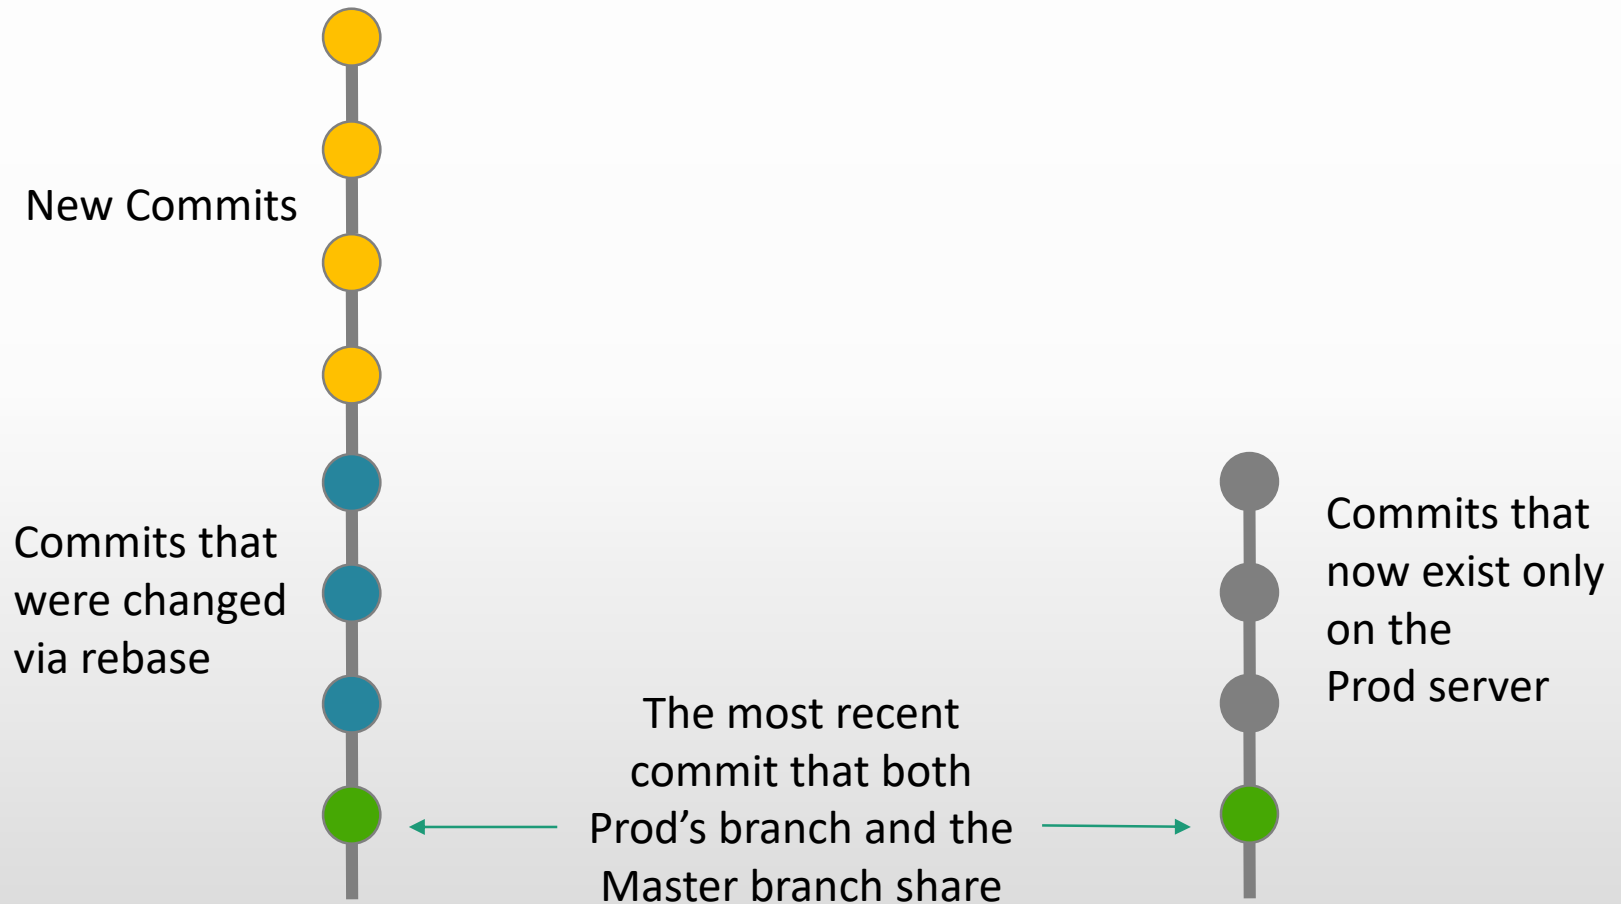 New Commits
Commits that
were changed
via rebase
The most recent
commit that both
Prod’s branch and the
Master branch share
Commits that
now exist only
on the
Prod server